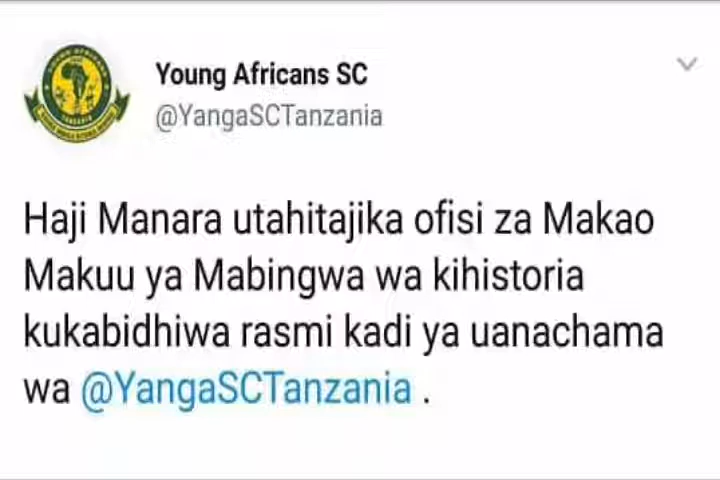 Young Africans SC
@YangaSCTanzania
Haji Manara utahitajika ofisi za Makao
Makuu ya Mabingwa wa kihistoria
kukabidhiwa rasmi kadi ya uanachama
wa @YangaSCTanzania .